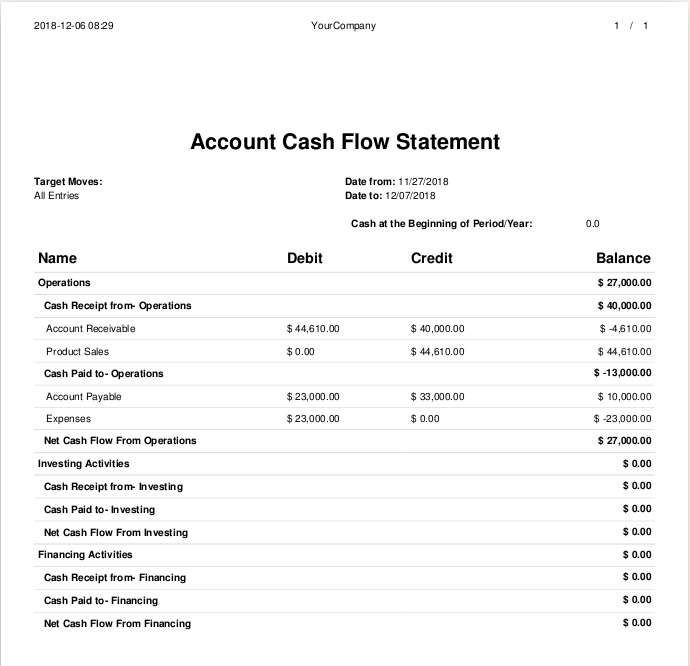 2018-12-06 08:29 YourCompany 1 / 1
Account Cash Flow Statement
Target Moves: Date from: 11/27/2018
All Entries Date to: 12/07/2018
Cash at the Beginning of Period/Year: 0.0
Name Debit Credit Balance
Operations $ 27,000.00
Cash Receipt from- Operations $ 40,000.00
Account Receivable $ 44,610.00 $ 40,000.00 $ -4,610.00
Product Sales $ 0.00 $ 44,610.00 $ 44,610.00
Cash Paid to- Operations $ -13,000.00
Account Payable $ 23,000.00 $ 33,000.00 $ 10,000.00
Expenses $ 23,000.00 $ 0.00 $ -23,000.00
Net Cash Flow From Operations $ 27,000.00
Investing Activities $ 0.00
Cash Receipt from- Investing $ 0.00
Cash Paid to- Investing $ 0.00
Net Cash Flow From Investing $ 0.00
Financing Activities $ 0.00
Cash Receipt from- Financing $ 0.00
Cash Paid to- Financing $ 0.00
Net Cash Flow From Financing $ 0.00